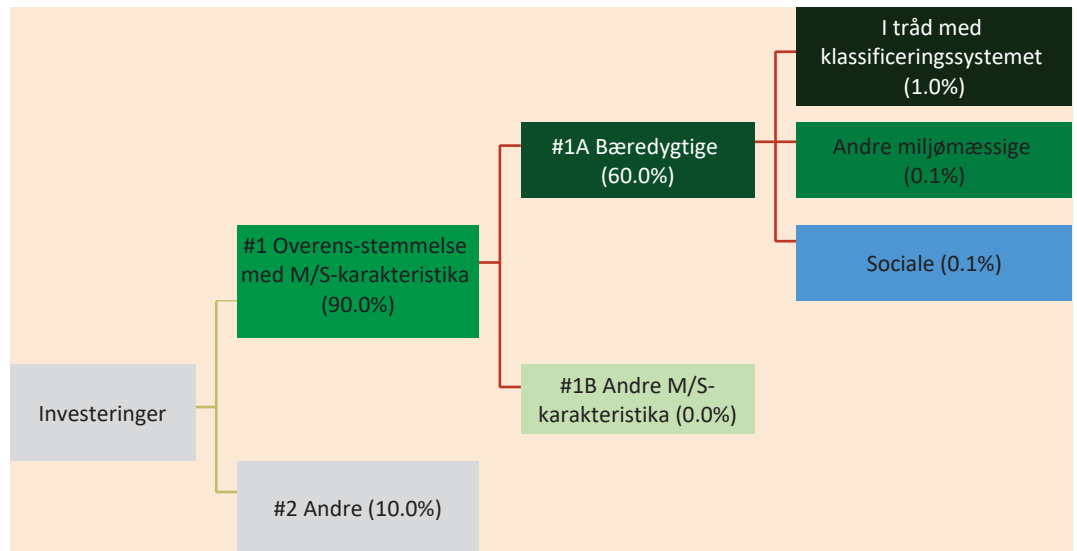 I tråd med
klassificeringssystemet
(1.0%)
#1A Bæredygtige
(60.0%)
Andre miljømæssige
(0.1%)
#1 Overens-stemmelse
med M/S-karakteristika
(90.0%)
Sociale (0.1%)
Investeringer
#1B Andre M/S-
karakteristika (0.0%)
#2 Andre (10.0%)